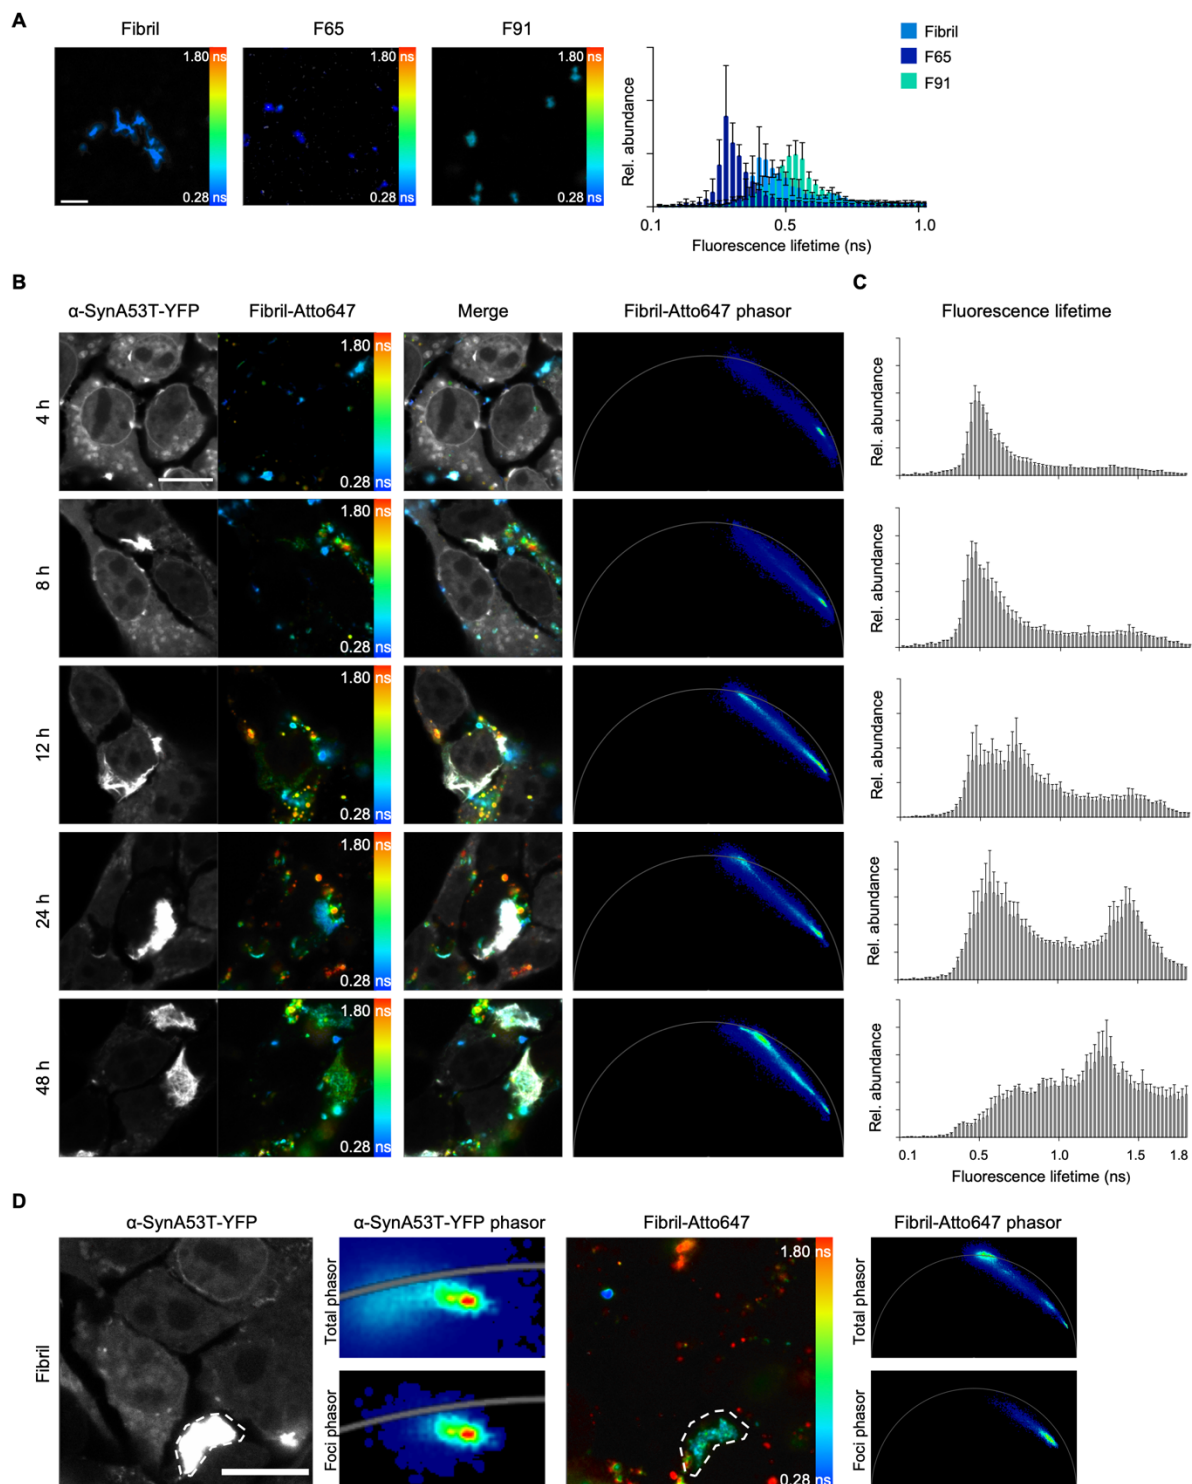 A
Fibril
F65
F91
1.80 ns
0.28 ns
1.80 ns
0.28 ns
1.80 ns
0.28 ns
Rel. abundance
0.1
0.5
1.0
Fluorescence lifetime (ns)
Fibril
F65
F91
B
α-SynA53T-YFP
Fibril-Atto647
Merge
Fibril-Atto647 phasor
C
Fluorescence lifetime
4 h
1.80 ns
0.28 ns
Rel. abundance
8 h
1.80 ns
0.28 ns
Rel. abundance
12 h
1.80 ns
0.28 ns
Rel. abundance
24 h
1.80 ns
0.28 ns
Rel. abundance
48 h
1.80 ns
0.28 ns
Rel. abundance
0.1
0.5
1.0
1.5
1.8
Fluorescence lifetime (ns)
D
α-SynA53T-YFP
α-SynA53T-YFP phasor
Fibril-Atto647
Fibril-Atto647 phasor
Fibril
Total phasor
Foci phasor
1.80 ns
0.28 ns
Total phasor
Foci phasor